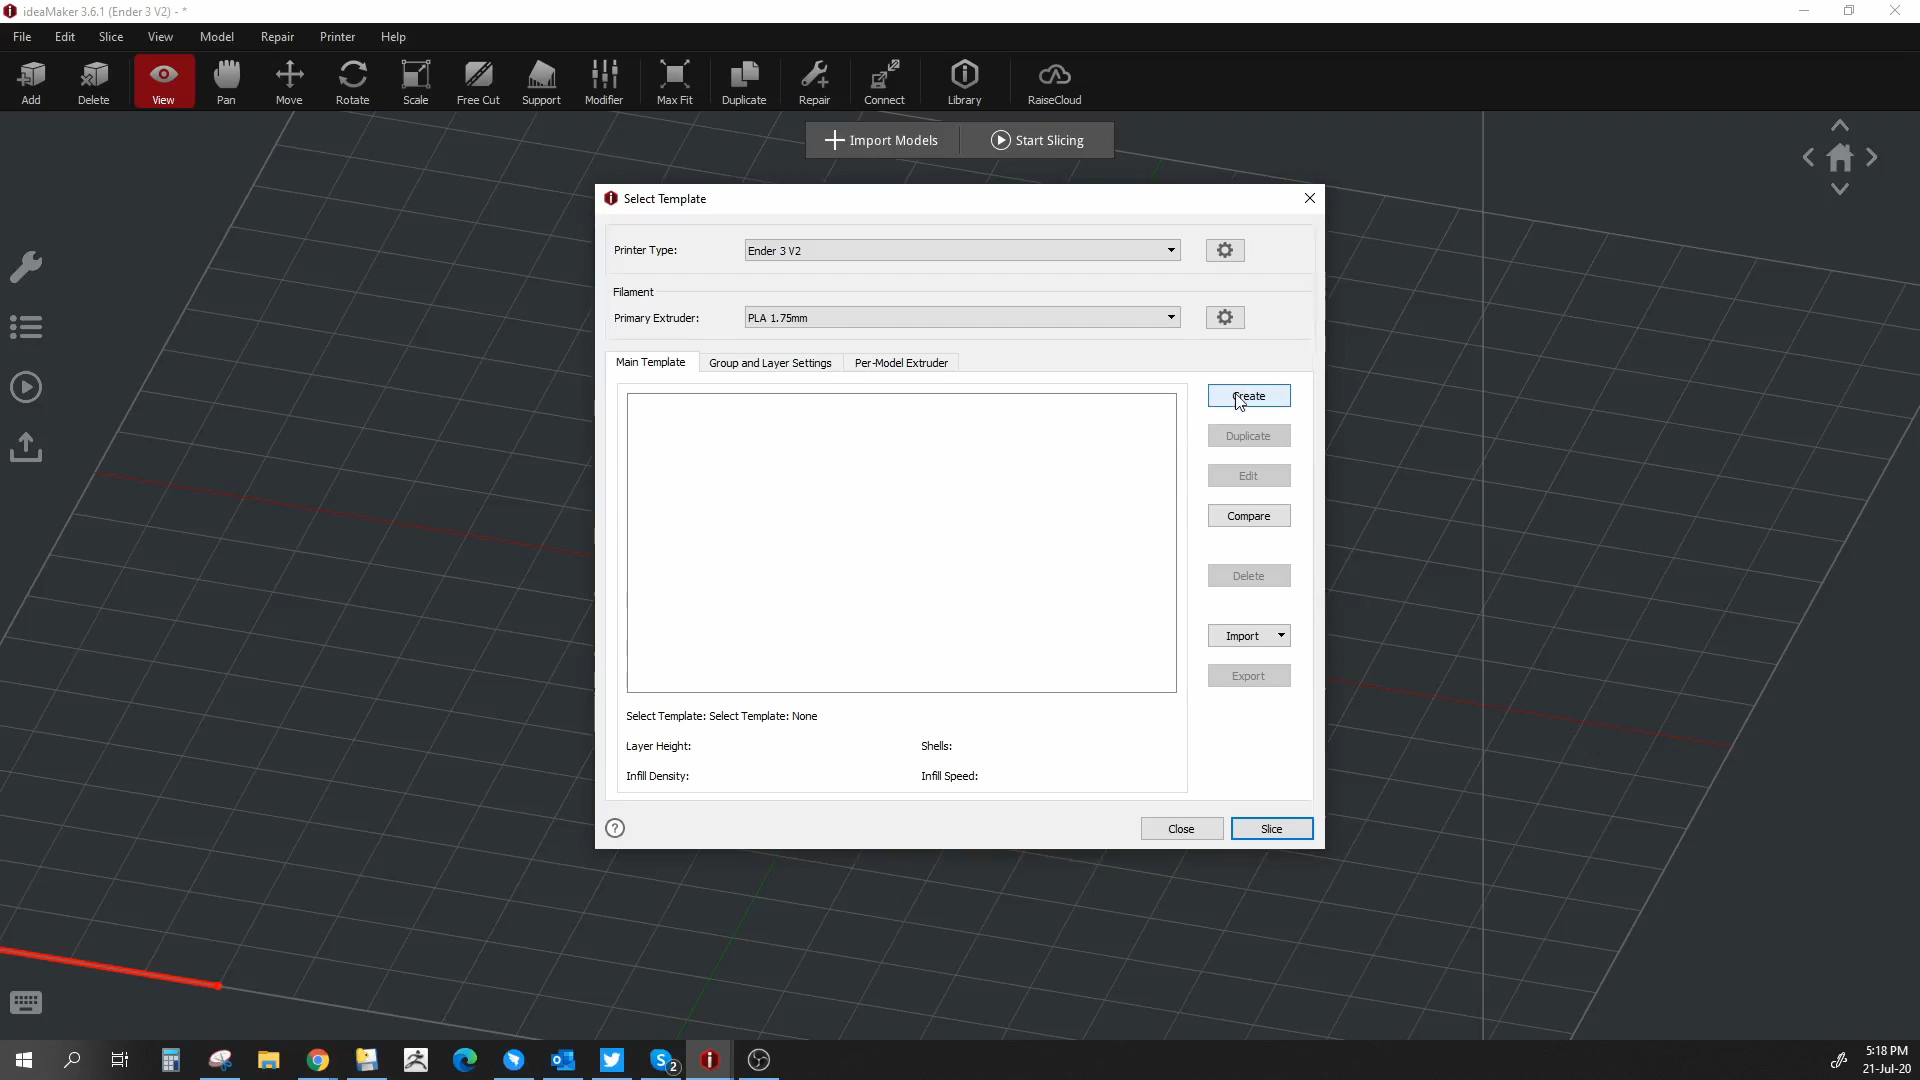 ideaMaker 3.6.1 (Ender 3 V2) - *
File Edit Slice View Model Repair Printer Help
Add Delete View Pan Move Rotate Scale Free Cut Support Modifier Max Fit Duplicate Repair Connect Library RaiseCloud
Import Models Start Slicing
Select Template
Printer Type: Ender 3 V2
Filament
Primary Extruder: PLA 1.75mm
Main Template Group and Layer Settings Per-Model Extruder
Create
Duplicate
Edit
Compare
Delete
Import
Export
Select Template: Select Template: None
Layer Height: Shells:
Infill Density: Infill Speed:
? Close Slice
2
5:18 PM
21-Jul-20